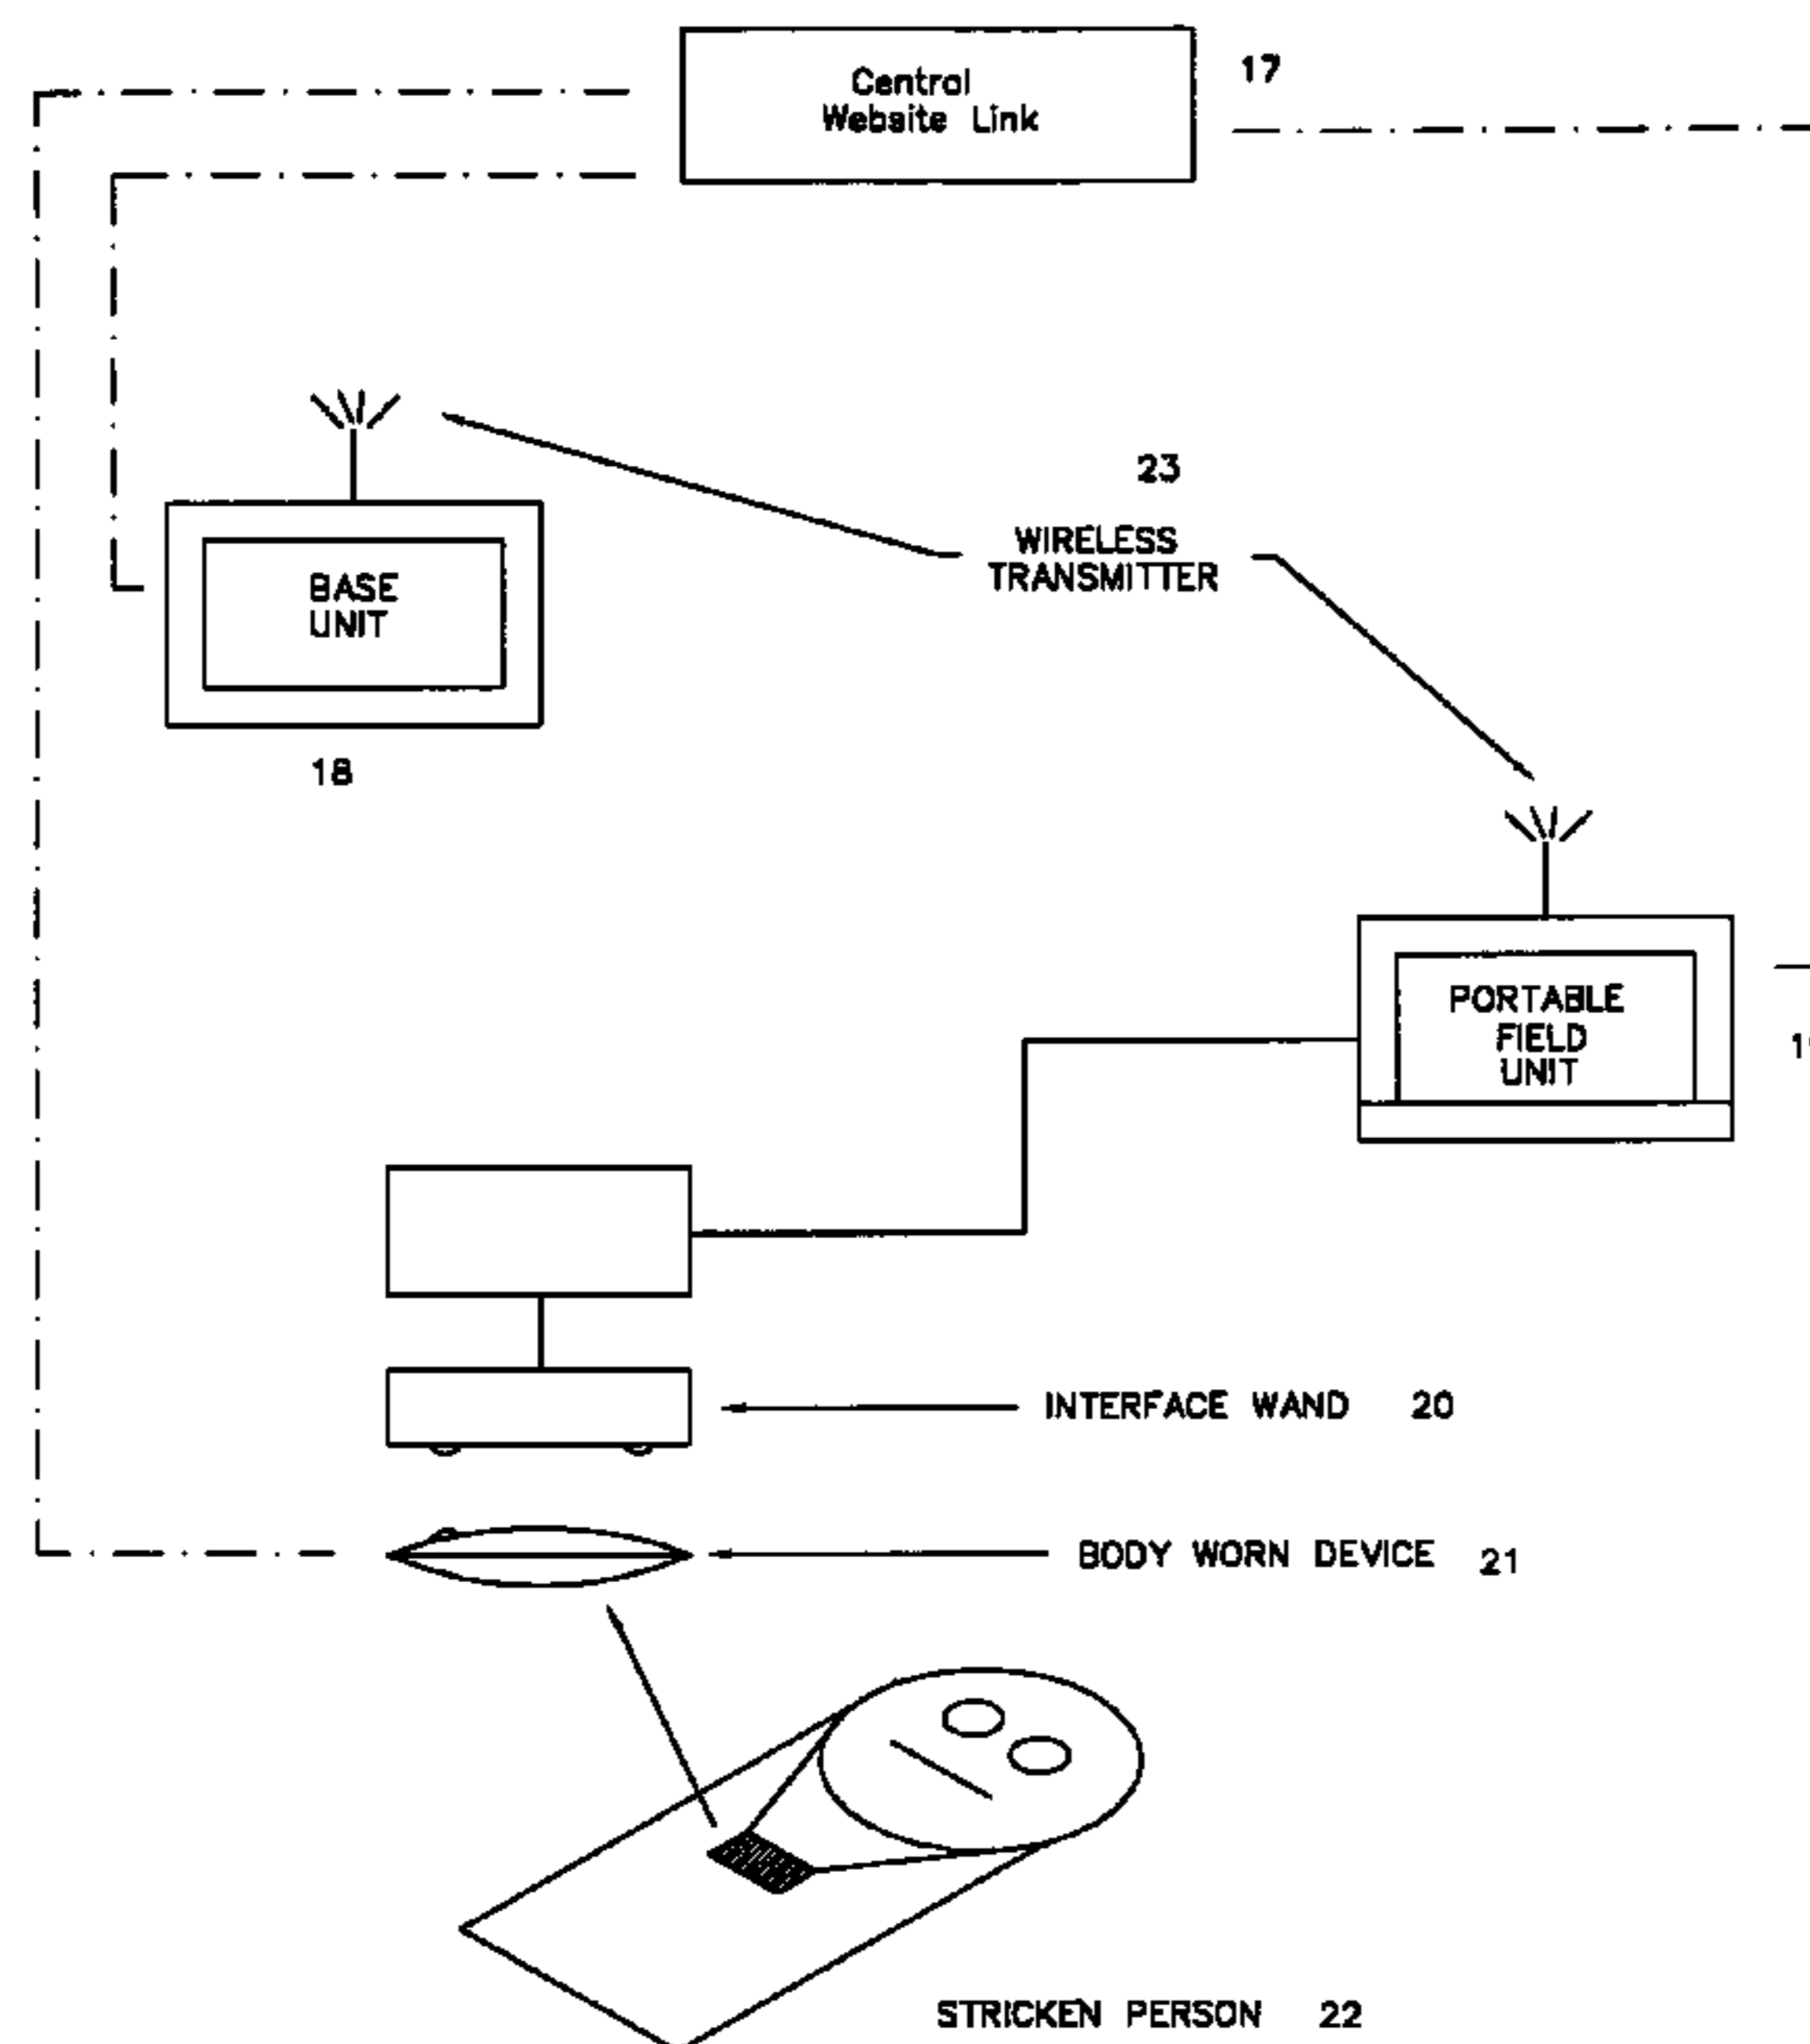 Central
Website Link
17
23
WIRELESS
TRANSMITTER
BASE
UNIT
18
PORTABLE
FIELD
UNIT
INTERFACE WAND 20
BODY WORN DEVICE 21
STRICKEN PERSON 22